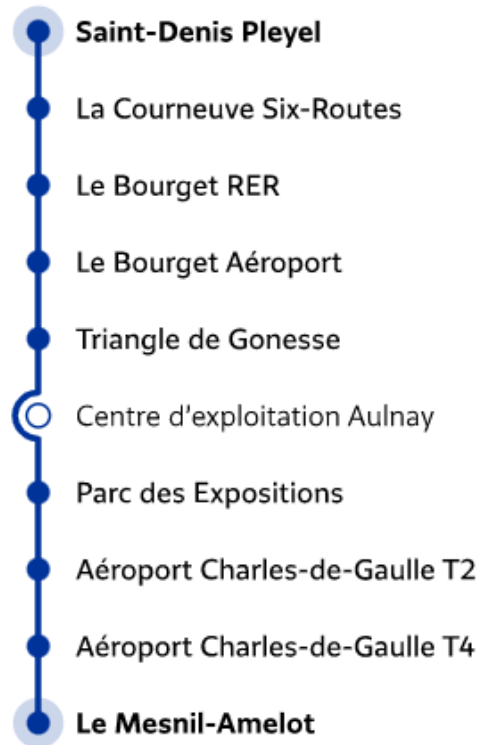 Saint-Denis Pleyel
La Courneuve Six-Routes
Le Bourget RER
Le Bourget Aéroport
Triangle de Gonesse
Centre d'exploitation Aulnay
Parc des Expositions
Aéroport Charles-de-Gaulle T2
Aéroport Charles-de-Gaulle T4
Le Mesnil-Amelot